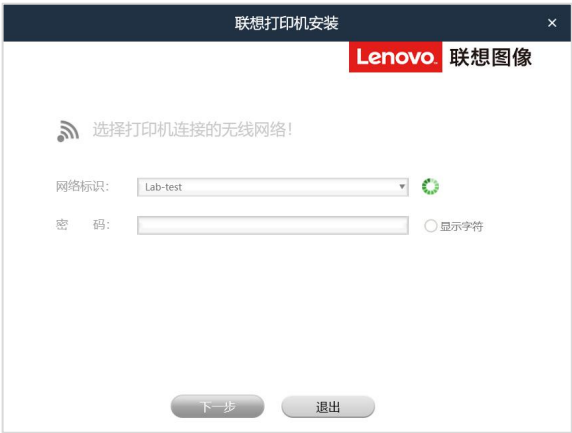 联想打印机安装
Lenovo 联想图像
选择打印机连接的无线网络！
网络标识： Lab-test
密 码： 显示字符
下一步 退出